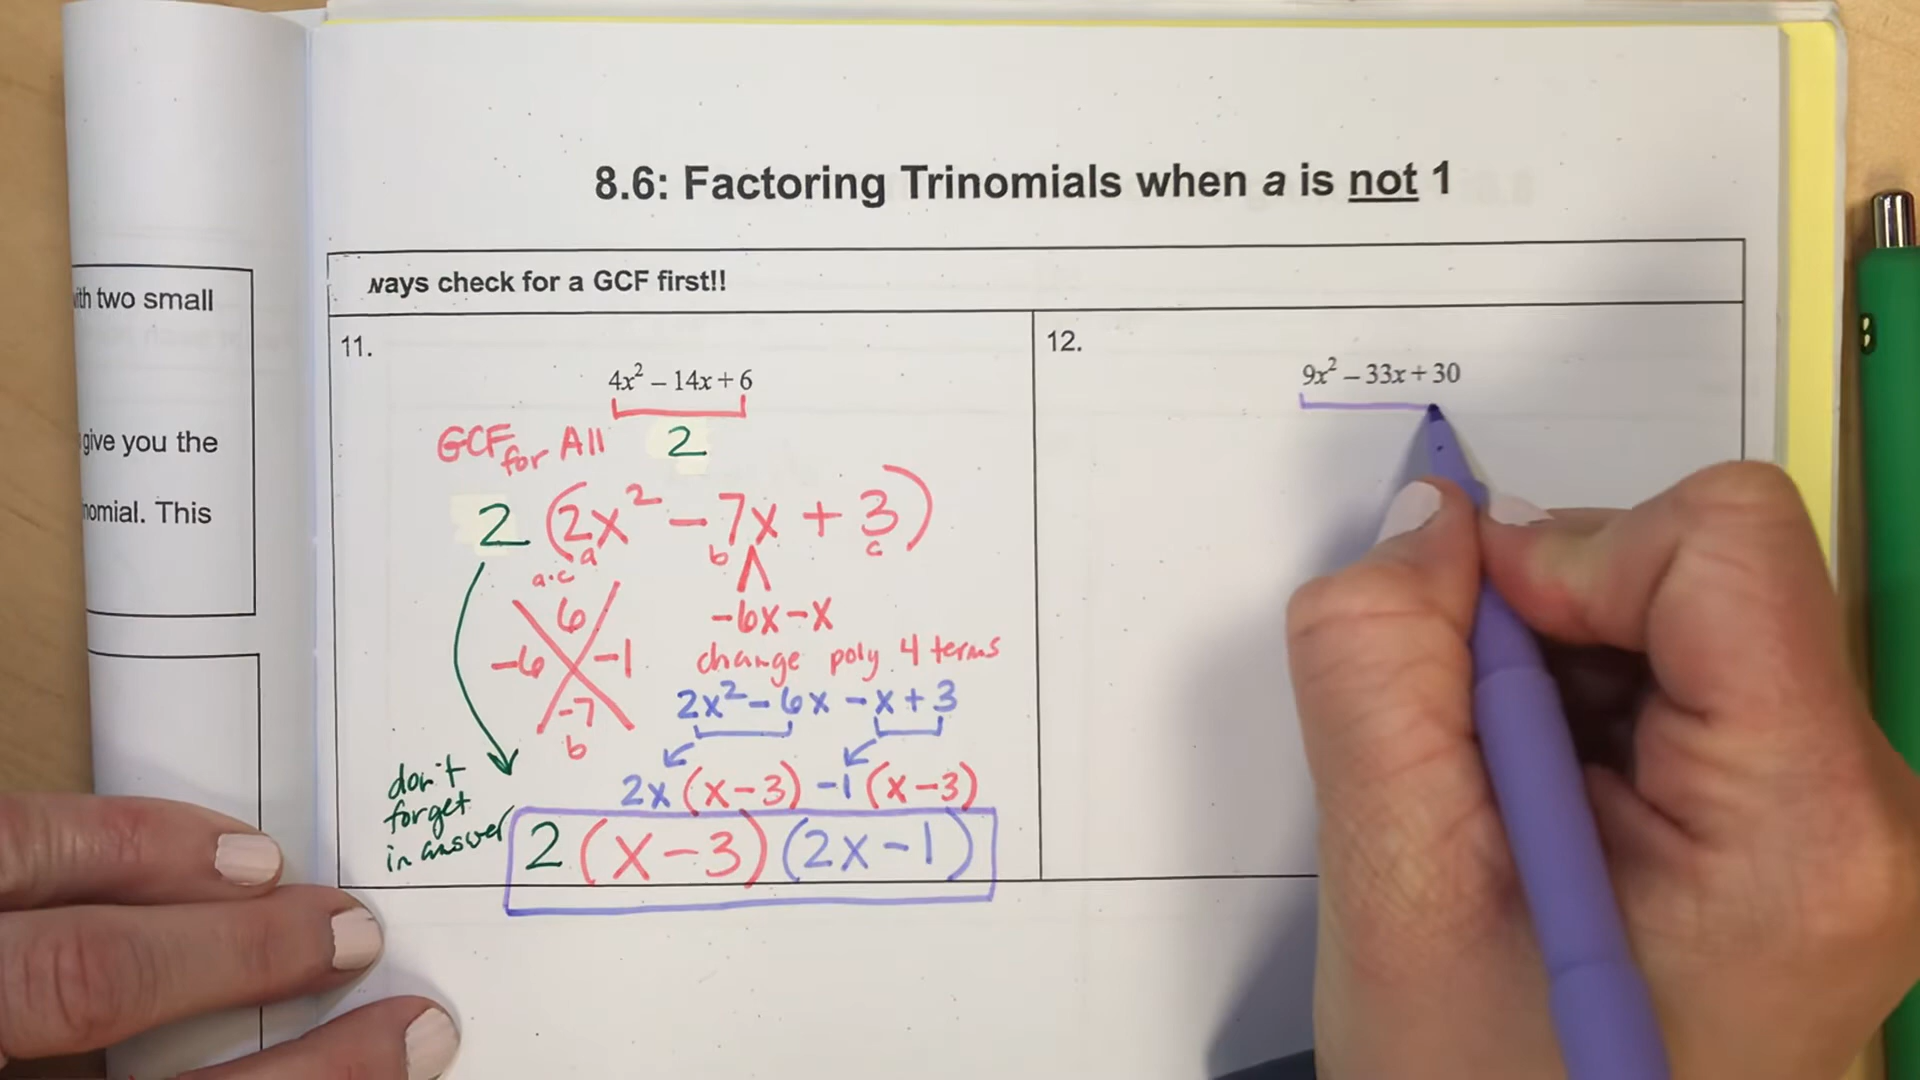 8.6: Factoring Trinomials when a is not 1
ways check for a GCF first!!
with two small
give you the
nomial. This
11.
4x² – 14x + 6
GCF for All 2
2 (2x² – 7x + 3)
a b c
a·c
6
-6 -1
-7
b
-6x - x
change poly 4 terms
2x² - 6x - x + 3
2x (x - 3) -1 (x - 3)
don't
forget
in answer
2 (x - 3) (2x - 1)
12.
9x² – 33x + 30